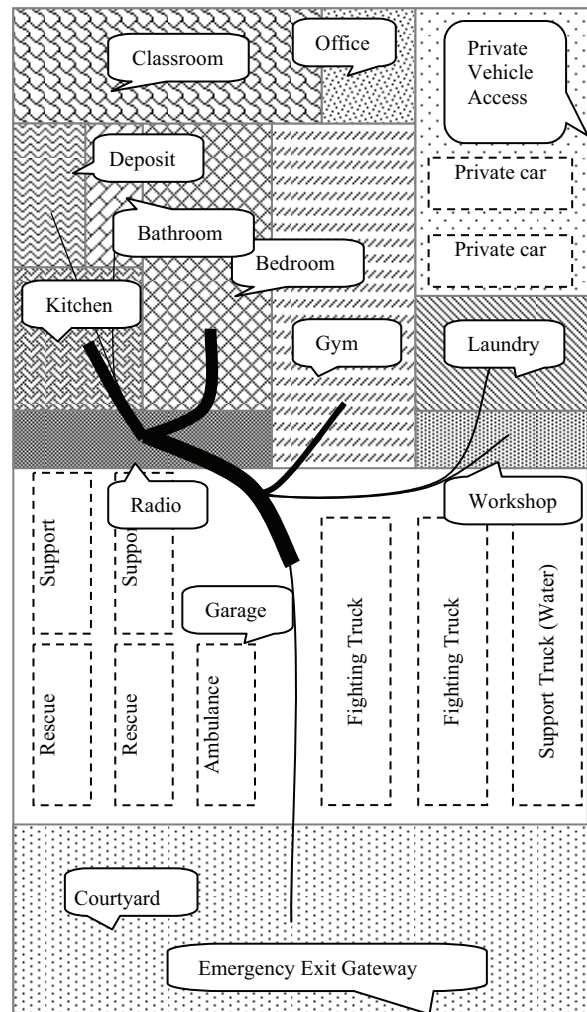 Classroom
Office
Private
Vehicle
Access
Deposit
Private car
Bathroom
Private car
Bedroom
Kitchen
Gym
Laundry
Radio
Workshop
Support
Suppor
Garage
Fighting Truck
Fighting Truck
Support Truck (Water)
Rescue
Rescue
Ambulance
Courtyard
Emergency Exit Gateway